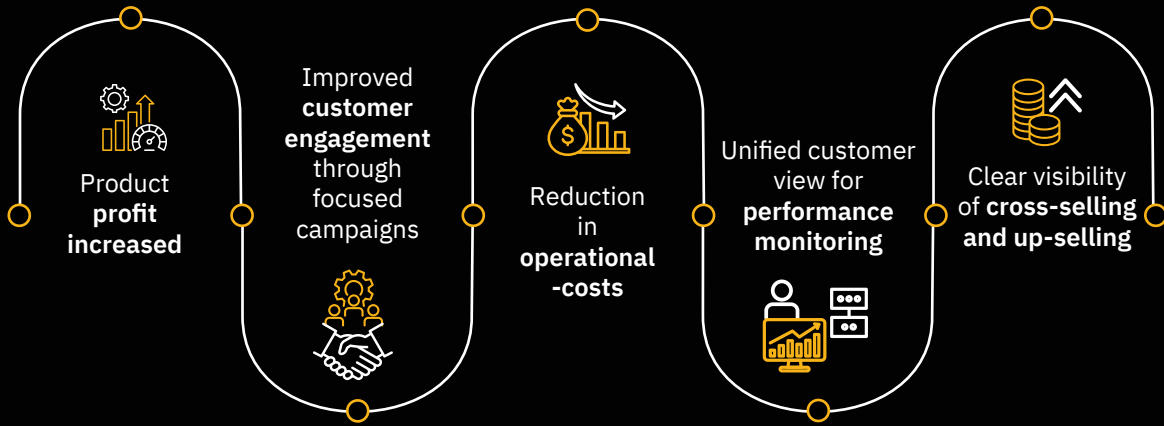 Product
profit
increased
Improved
customer
engagement
through
focused
campaigns
Reduction
in
operational
-costs
Unified customer
view for
performance
monitoring
Clear visibility
of cross-selling
and up-selling